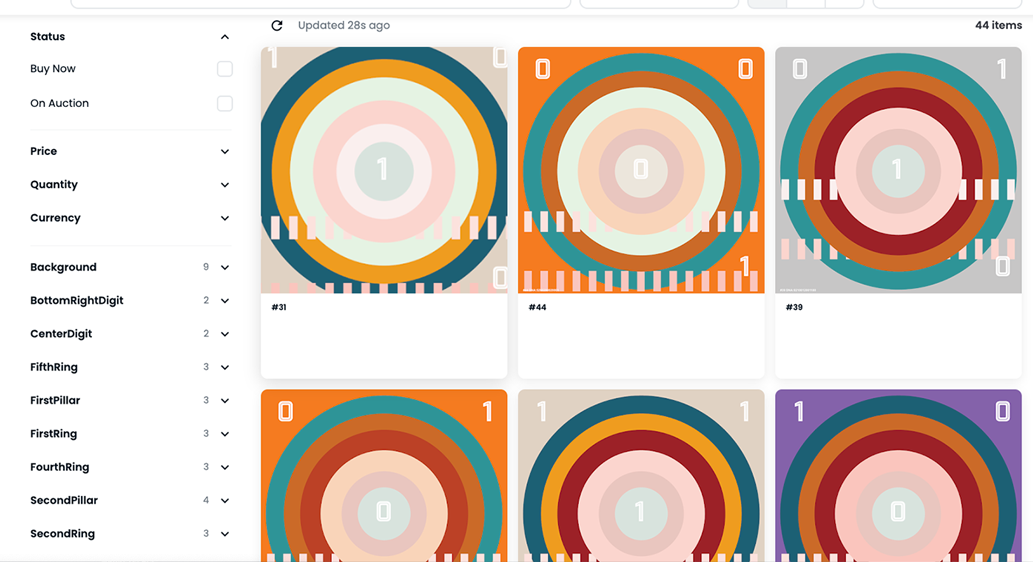 Updated 28s ago
44 items
Status
Buy Now
On Auction
Price
Quantity
Currency
Background 9
BottomRightDigit 2
CenterDigit 2
FifthRing 3
FirstPillar 3
FirstRing 3
FourthRing 3
SecondPillar 4
SecondRing 3
1 0
1
0
#31
0 0
0
1
#44
0 1
1
0
#39
0 1
0
1 1
1
1 0
0